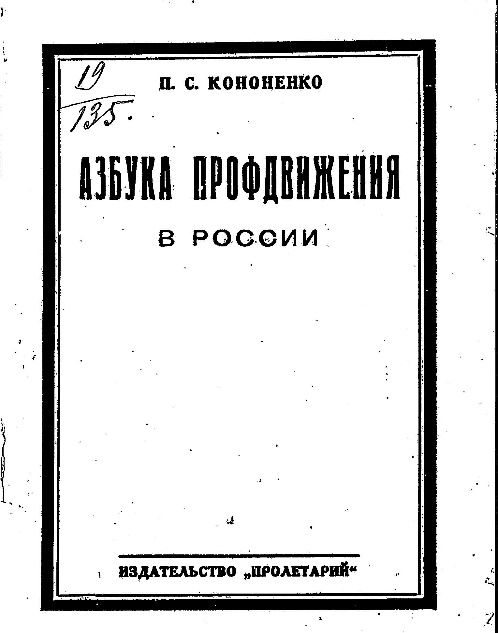 19
135.
П. С. КОНОНЕНКО
АЗБУКА ПРОФДВИЖЕНИЯ
В РОССИИ
ИЗДАТЕЛЬСТВО „ПРОЛЕТАРИЙ“